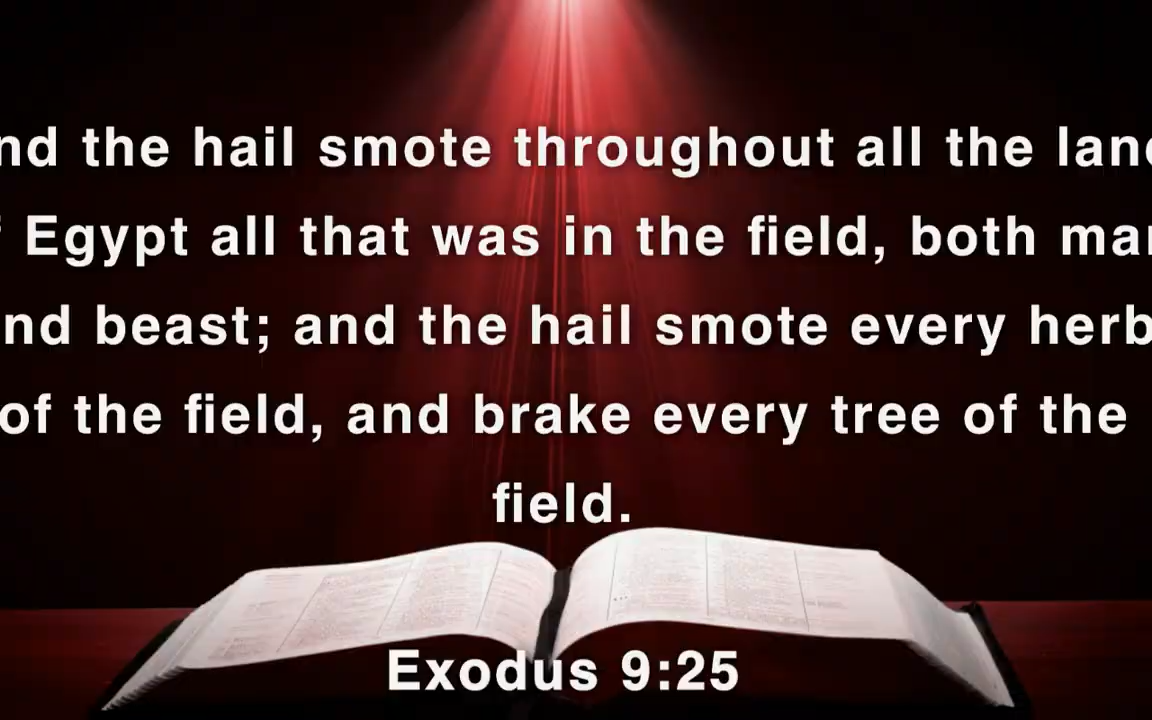 nd the hail smote throughout all the lan
Egypt all that was in the field, both ma
nd beast; and the hail smote every herb
of the field, and brake every tree of the
field.
Exodus 9:25